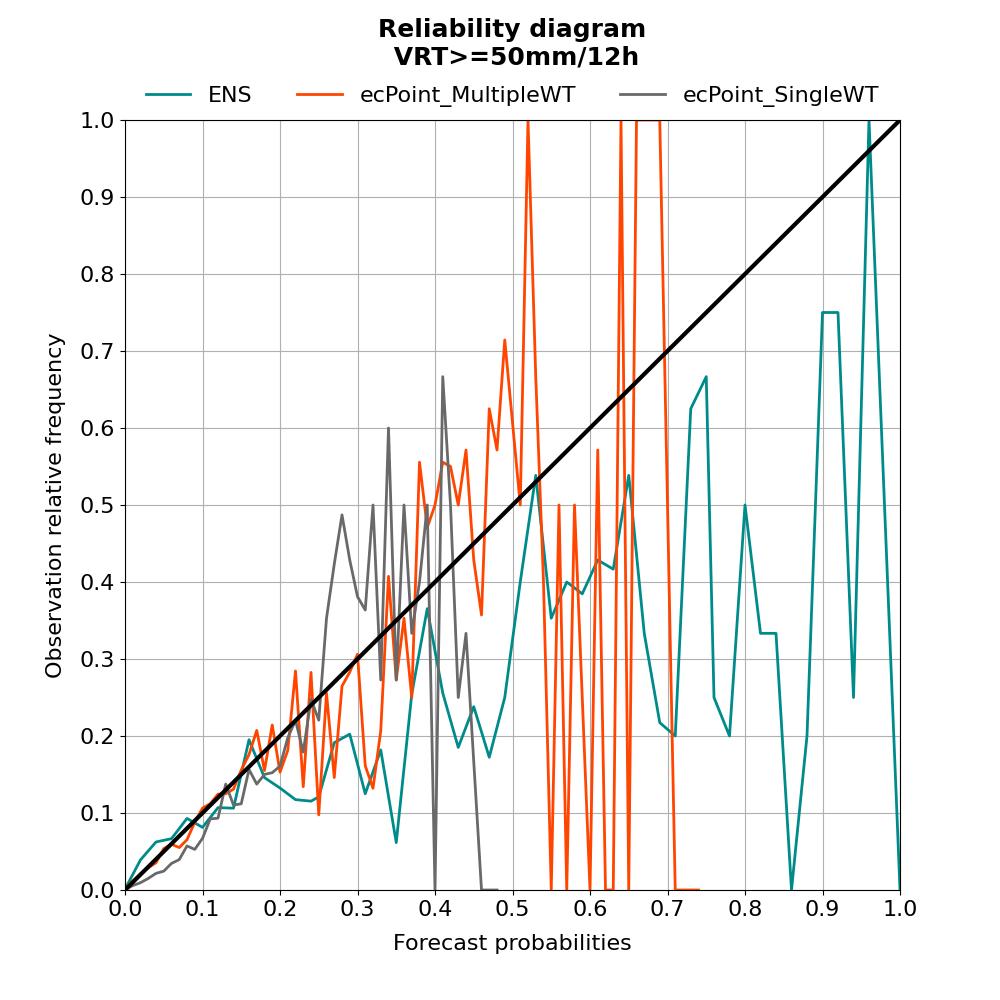 Reliability diagram
VRT>=50mm/12h
ENS ecPoint_MultipleWT ecPoint_SingleWT
1.0
0.9
0.8
0.7
0.6
0.5
0.4
0.3
0.2
0.1
0.0
Observation relative frequency
0.0 0.1 0.2 0.3 0.4 0.5 0.6 0.7 0.8 0.9 1.0
Forecast probabilities